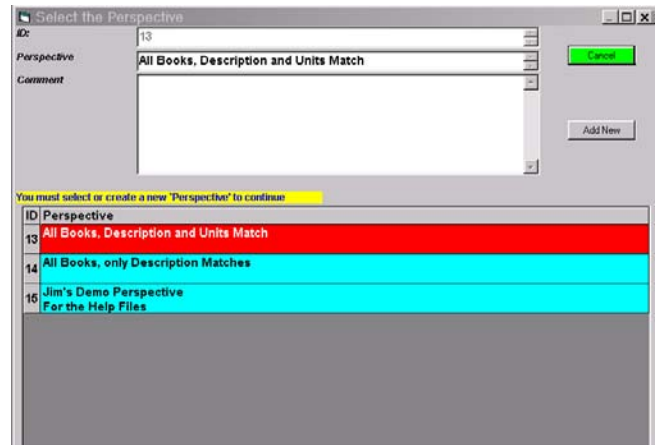 Select the Perspective
ID:
13
Perspective
All Books, Description and Units Match
Cancel
Comment
Add New
You must select or create a new 'Perspective' to continue
ID Perspective
13 All Books, Description and Units Match
14 All Books, only Description Matches
15 Jim's Demo Perspective
For the Help Files